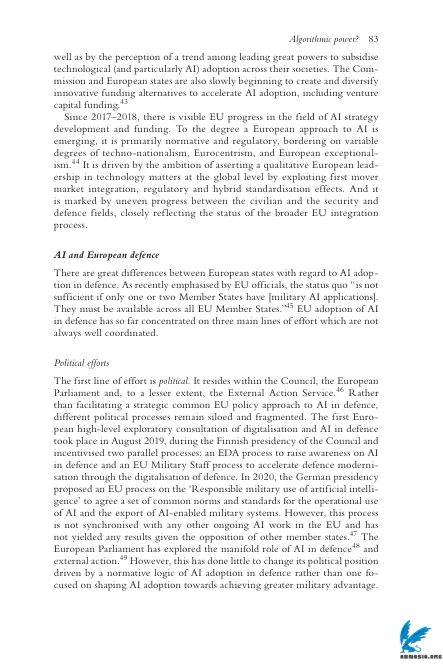 Algorithmic power? 83
well as by the perception of a trend among leading great powers to subsidise
technological (and particularly AI) adoption across their societies. The Com-
mission and European states are also slowly beginning to create and diversify
innovative funding alternatives to accelerate AI adoption, including venture
capital funding.43
Since 2017–2018, there is visible EU progress in the field of AI strategy
development and funding. To the degree a European approach to AI is
emerging, it is primarily normative and regulatory, bordering on variable
degrees of techno-nationalism, Eurocentrism, and European exceptional-
ism.44 It is driven by the ambition of asserting a qualitative European lead-
ership in technology matters at the global level by exploiting first mover
market integration, regulatory and hybrid standardisation effects. And it
is marked by uneven progress between the civilian and the security and
defence fields, closely reflecting the status of the broader EU integration
process.
AI and European defence
There are great differences between European states with regard to AI adop-
tion in defence. As recently emphasised by EU officials, the status quo “is not
sufficient if only one or two Member States have [military AI applications].
They must be available across all EU Member States.”45 EU adoption of AI
in defence has so far concentrated on three main lines of effort which are not
always well coordinated.
Political efforts
The first line of effort is political. It resides within the Council, the European
Parliament and, to a lesser extent, the External Action Service.46 Rather
than facilitating a strategic common EU policy approach to AI in defence,
different political processes remain siloed and fragmented. The first Euro-
pean high-level exploratory consultation of digitalisation and AI in defence
took place in August 2019, during the Finnish presidency of the Council and
incentivised two parallel processes: an EDA process to raise awareness on AI
in defence and an EU Military Staff process to accelerate defence moderni-
sation through the digitalisation of defence. In 2020, the German presidency
proposed an EU process on the ‘Responsible military use of artificial intelli-
gence’ to agree a set of common norms and standards for the operational use
of AI and the export of AI-enabled military systems. However, this process
is not synchronised with any other ongoing AI work in the EU and has
not yielded any results given the opposition of other member states.47 The
European Parliament has explored the manifold role of AI in defence48 and
external action.49 However, this has done little to change its political position
driven by a normative logic of AI adoption in defence rather than one fo-
cused on shaping AI adoption towards achieving greater military advantage.